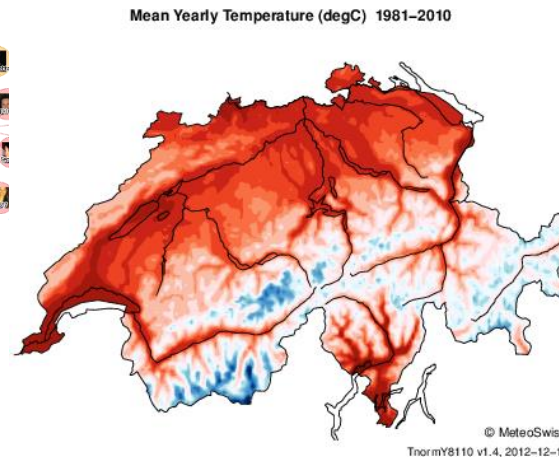 Mean Yearly Temperature (degC) 1981–2010
© MeteoSwis
TnormY8110 v1.4, 2012–12–